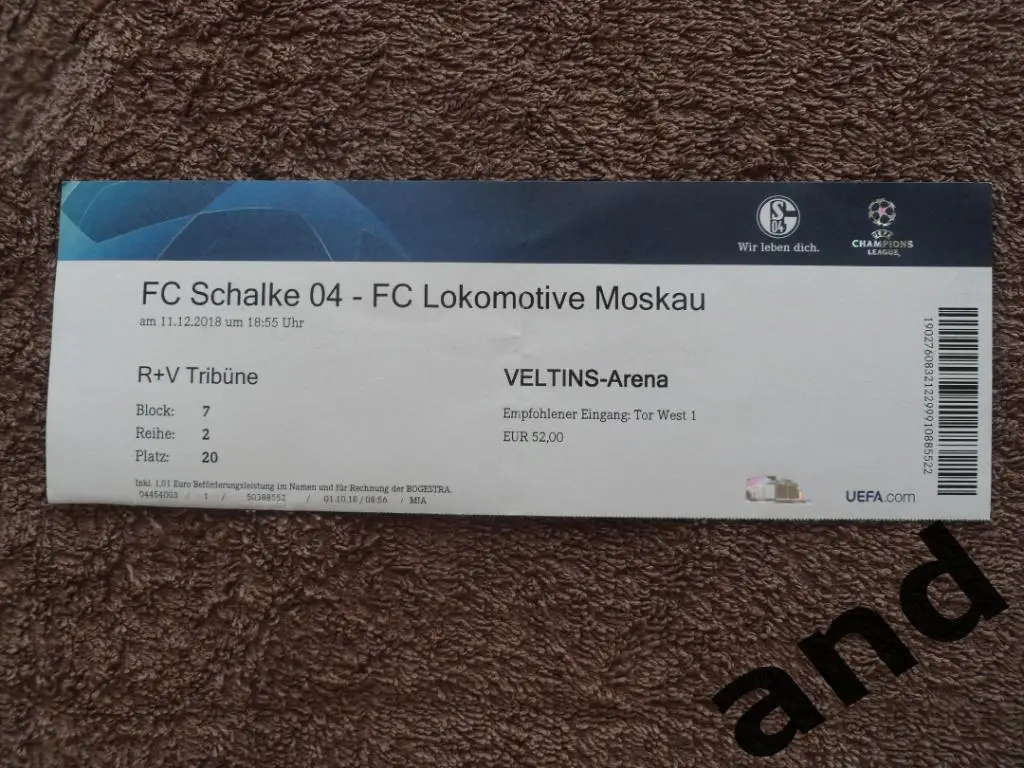 S
04
Wir leben dich.
UEFA
CHAMPIONS
LEAGUE
FC Schalke 04 - FC Lokomotive Moskau
am 11.12.2018 um 18:55 Uhr
R+V Tribüne
VELTINS-Arena
Block: 7
Empfohlener Eingang: Tor West 1
Reihe: 2
EUR 52,00
Platz: 20
Inkl. 1,01 Euro Beförderungsleistung im Namen und für Rechnung der BOGESTRA.
04454003 / 1 / 50388552 / 01.10.18 / 08:56 / MIA
UEFA.com
190276083212299910885522
and